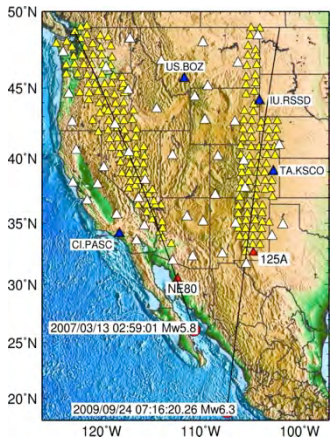 50˚N
US.BOZ
45˚N
IU.RSSD
40˚N
TA.KSCO
35˚N
CI.PASC
125A
30˚N
NE80
2007/03/13 02:59:01 Mw5.8
25˚N
20˚N
2009/09/24 07:16:20.26 Mw6.3
120˚W
110˚W
100˚W